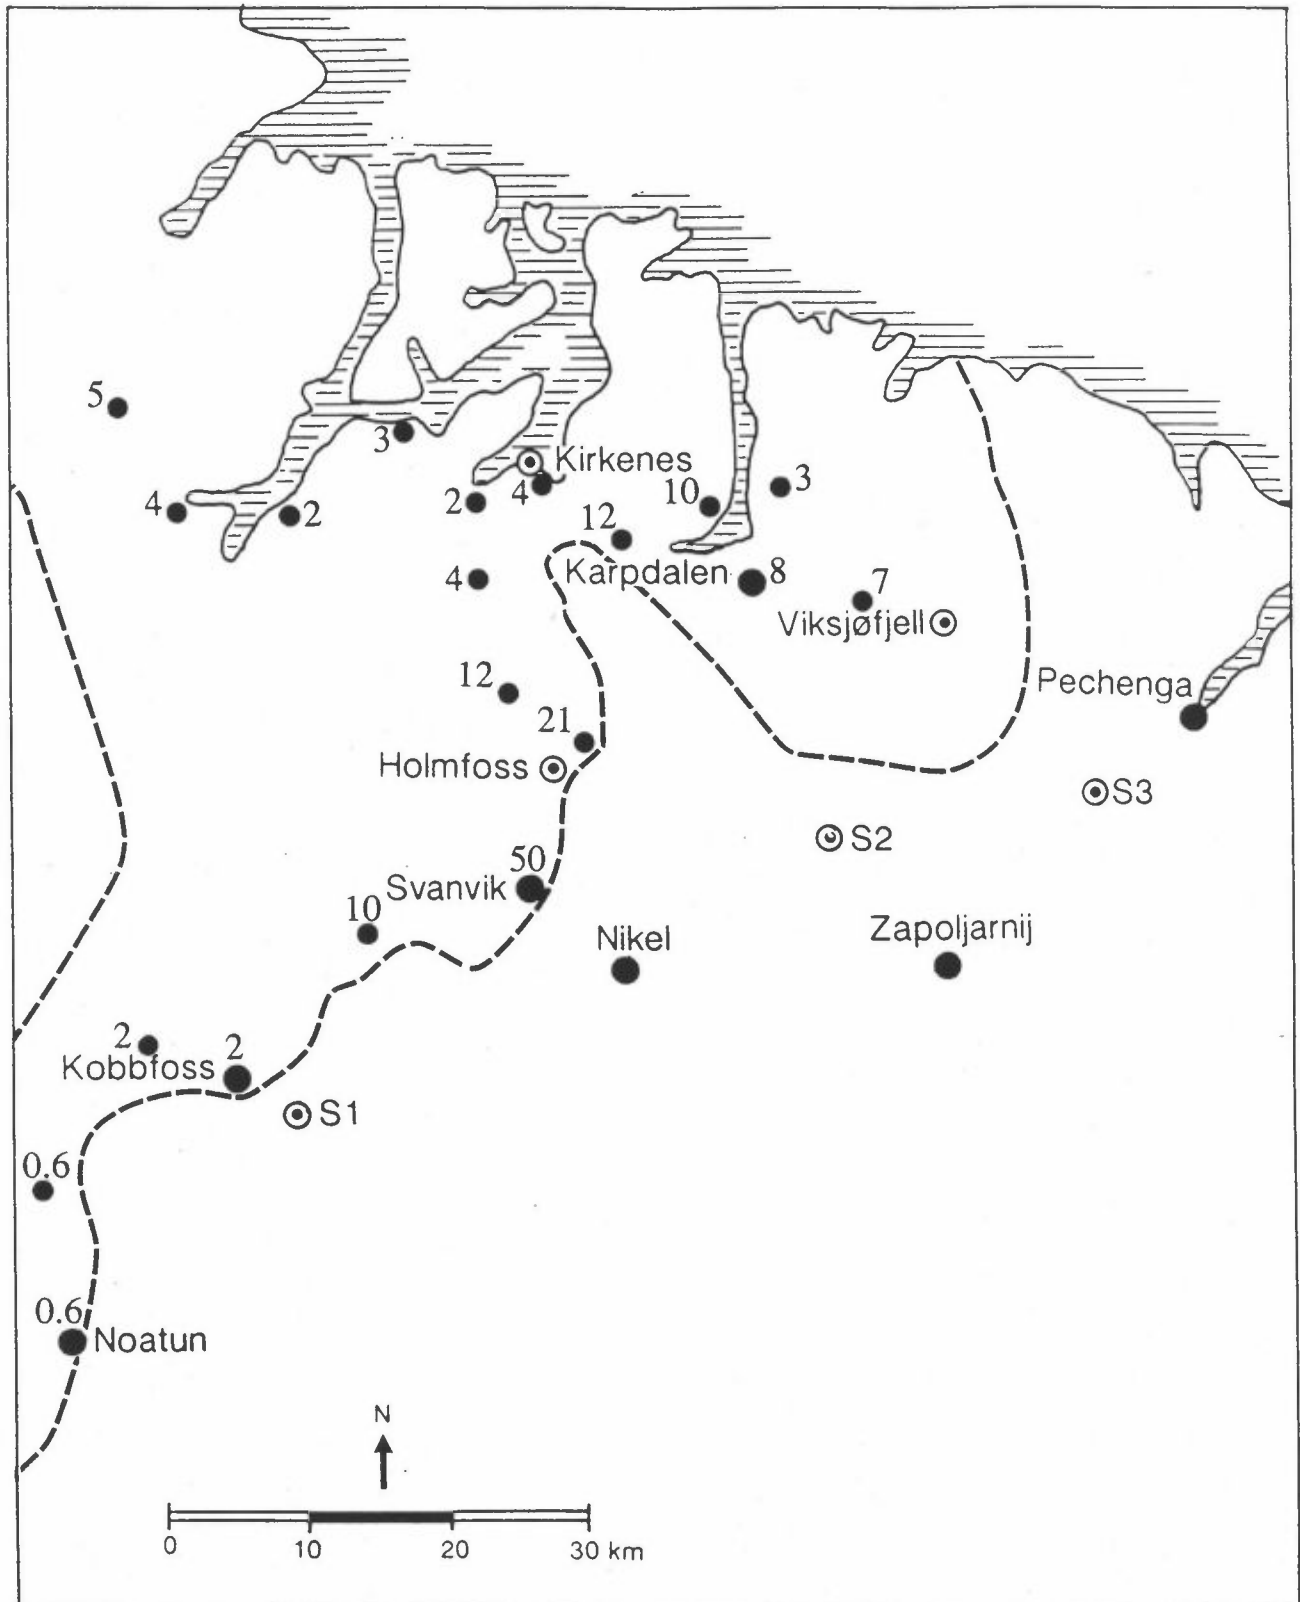 5
3
Kirkenes
4
2
2
4
10
3
12
4
Karpdalen
8
7
Viksjøfjell
12
Pechenga
21
Holmfoss
S3
S2
50
Svanvik
10
Nikel
Zapoljarnij
2
2
Kobbfoss
S1
0.6
0.6
Noatun
N
0 10 20 30 km